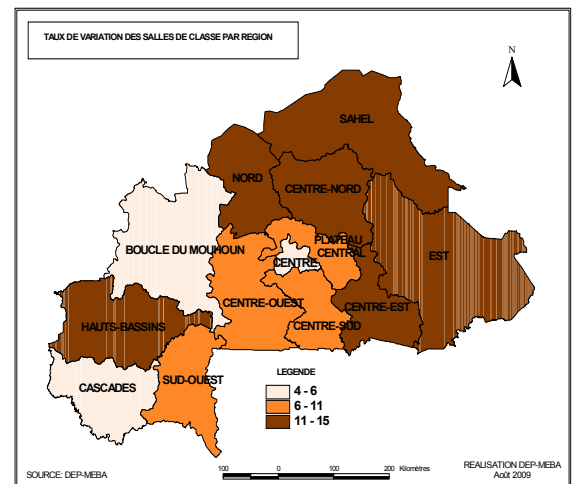 TAUX DE VARIATION DES SALLES DE CLASSE PAR REGION
N
SAHEL
NORD
CENTRE-NORD
PLATEAU
CENTRAL
EST
BOUCLE DU MOUHOUN
CENTRE
CENTRE-OUEST
CENTRE-EST
CENTRE-SUD
HAUTS-BASSINS
CASCADES
SUD-OUEST
LEGENDE
4 - 6
6 - 11
11 - 15
100 0 100 200 Kilomètres
SOURCE: DEP-MEBA
REALISATION DEP-MEBA
Août 2009